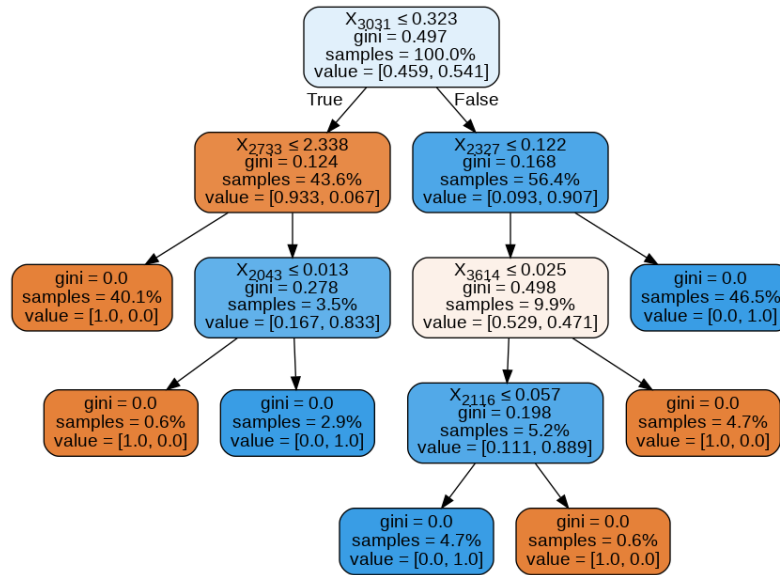 X3031 ≤ 0.323
gini = 0.497
samples = 100.0%
value = [0.459, 0.541]
True
False
X2733 ≤ 2.338
gini = 0.124
samples = 43.6%
value = [0.933, 0.067]
X2327 ≤ 0.122
gini = 0.168
samples = 56.4%
value = [0.093, 0.907]
gini = 0.0
samples = 40.1%
value = [1.0, 0.0]
X2043 ≤ 0.013
gini = 0.278
samples = 3.5%
value = [0.167, 0.833]
X3614 ≤ 0.025
gini = 0.498
samples = 9.9%
value = [0.529, 0.471]
gini = 0.0
samples = 46.5%
value = [0.0, 1.0]
gini = 0.0
samples = 0.6%
value = [1.0, 0.0]
gini = 0.0
samples = 2.9%
value = [0.0, 1.0]
X2116 ≤ 0.057
gini = 0.198
samples = 5.2%
value = [0.111, 0.889]
gini = 0.0
samples = 4.7%
value = [1.0, 0.0]
gini = 0.0
samples = 4.7%
value = [0.0, 1.0]
gini = 0.0
samples = 0.6%
value = [1.0, 0.0]